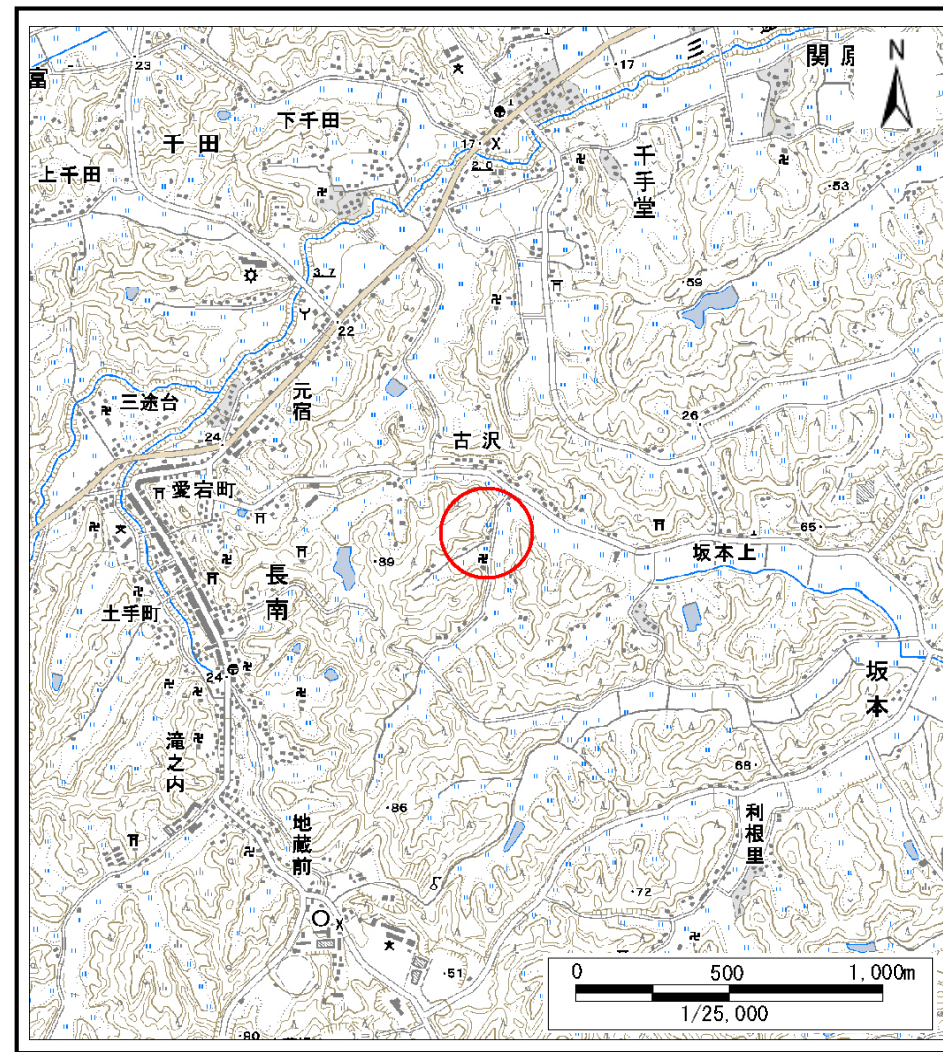 関原
N
三
富
23
17
下千田
千田
17
上千田
2.0
千手堂
53
3.7
59
22
三途台
元宿
26
24
古沢
愛宕町
65
坂本上
89
長南
土手町
24
坂本
滝之内
68
86
地蔵前
利根里
72
51
80
0 500 1,000m
1/25,000